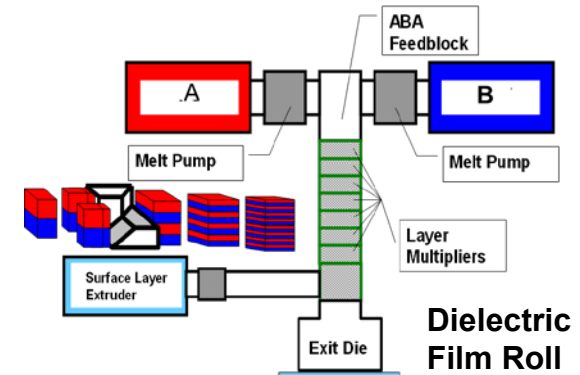 ABA
Feedblock
.A
B
Melt Pump
Melt Pump
Layer
Multipliers
Surface Layer
Extruder
Exit Die
Dielectric
Film Roll